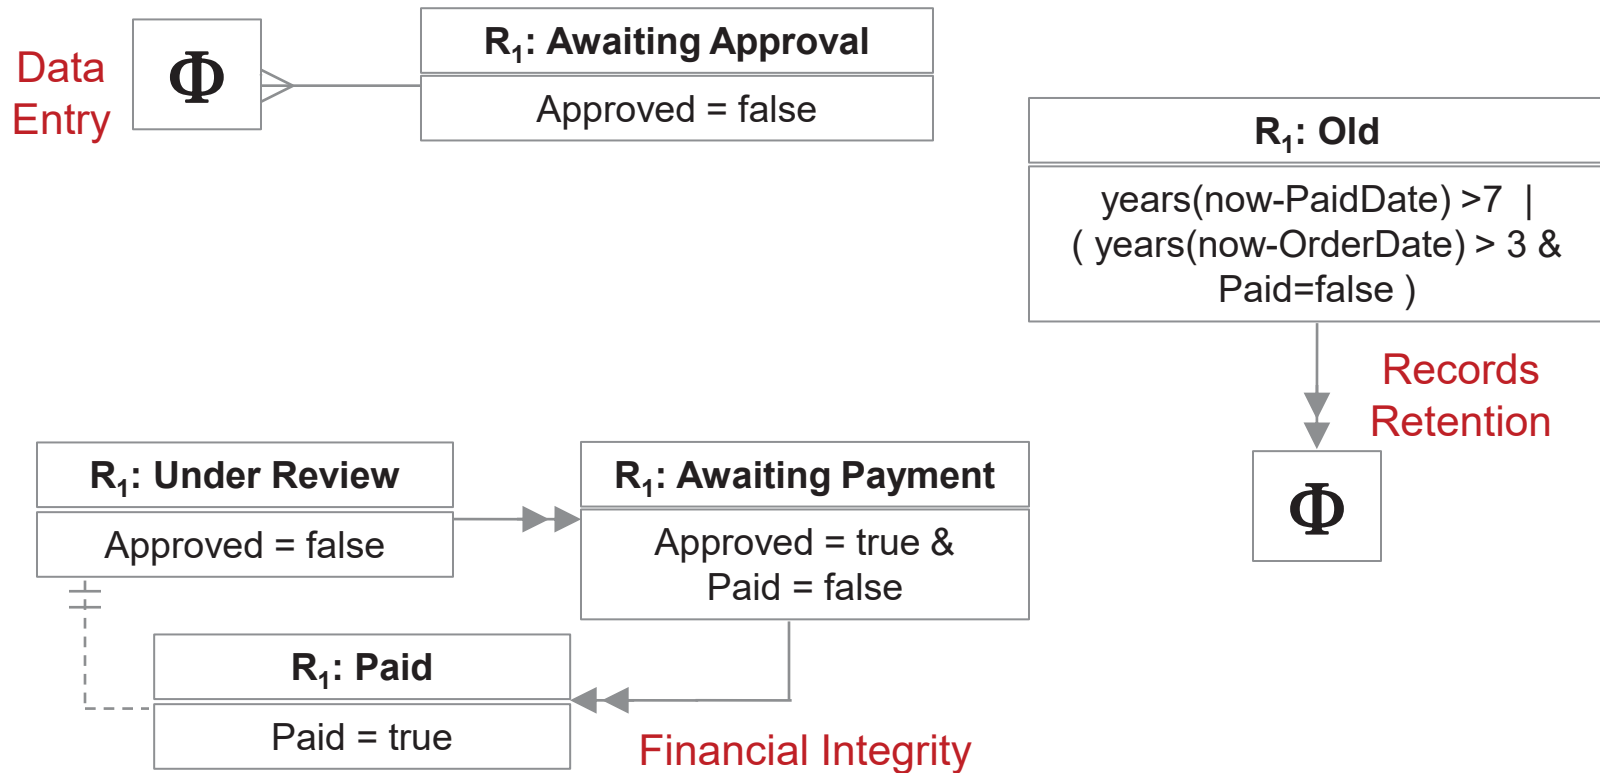 Data
Entry
Φ
R₁: Awaiting Approval
Approved = false
R₁: Old
years(now-PaidDate) >7 |
( years(now-OrderDate) > 3 &
Paid=false )
Records
Retention
Φ
R₁: Under Review
Approved = false
R₁: Awaiting Payment
Approved = true &
Paid = false
R₁: Paid
Paid = true
Financial Integrity